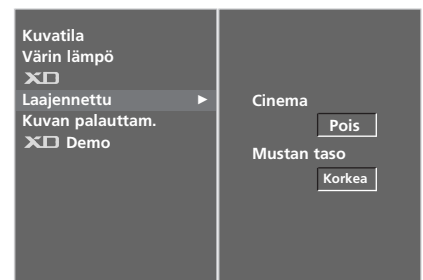 Kuvatila
Värin lämpö
XD
Laajennettu ►
Kuvan palauttam.
XD Demo
Cinema
Pois
Mustan taso
Korkea